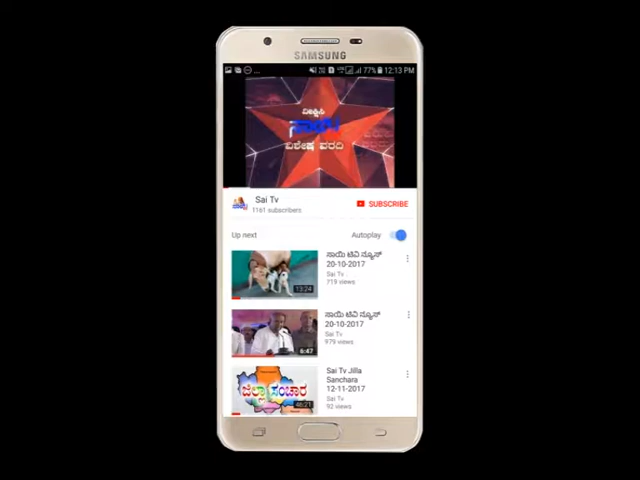 SAMSUNG
77% 12:13 PM
ವೀಕ್ಷಿಸಿ
ವಿಶೇಷ ವರದಿ
Sai Tv
1161 subscribers
SUBSCRIBE
Up next
Autoplay
ಸಾಯಿ ಟಿವಿ ನ್ಯೂಸ್
20-10-2017
Sai Tv
719 views
13:24
ಸಾಯಿ ಟಿವಿ ನ್ಯೂಸ್
20-10-2017
Sai Tv
979 views
6:47
Sai Tv Jilla
Sanchara
12-11-2017
Sai Tv
92 views
ಜಿಲ್ಲಾ ಸಂಚಾರ
46:21